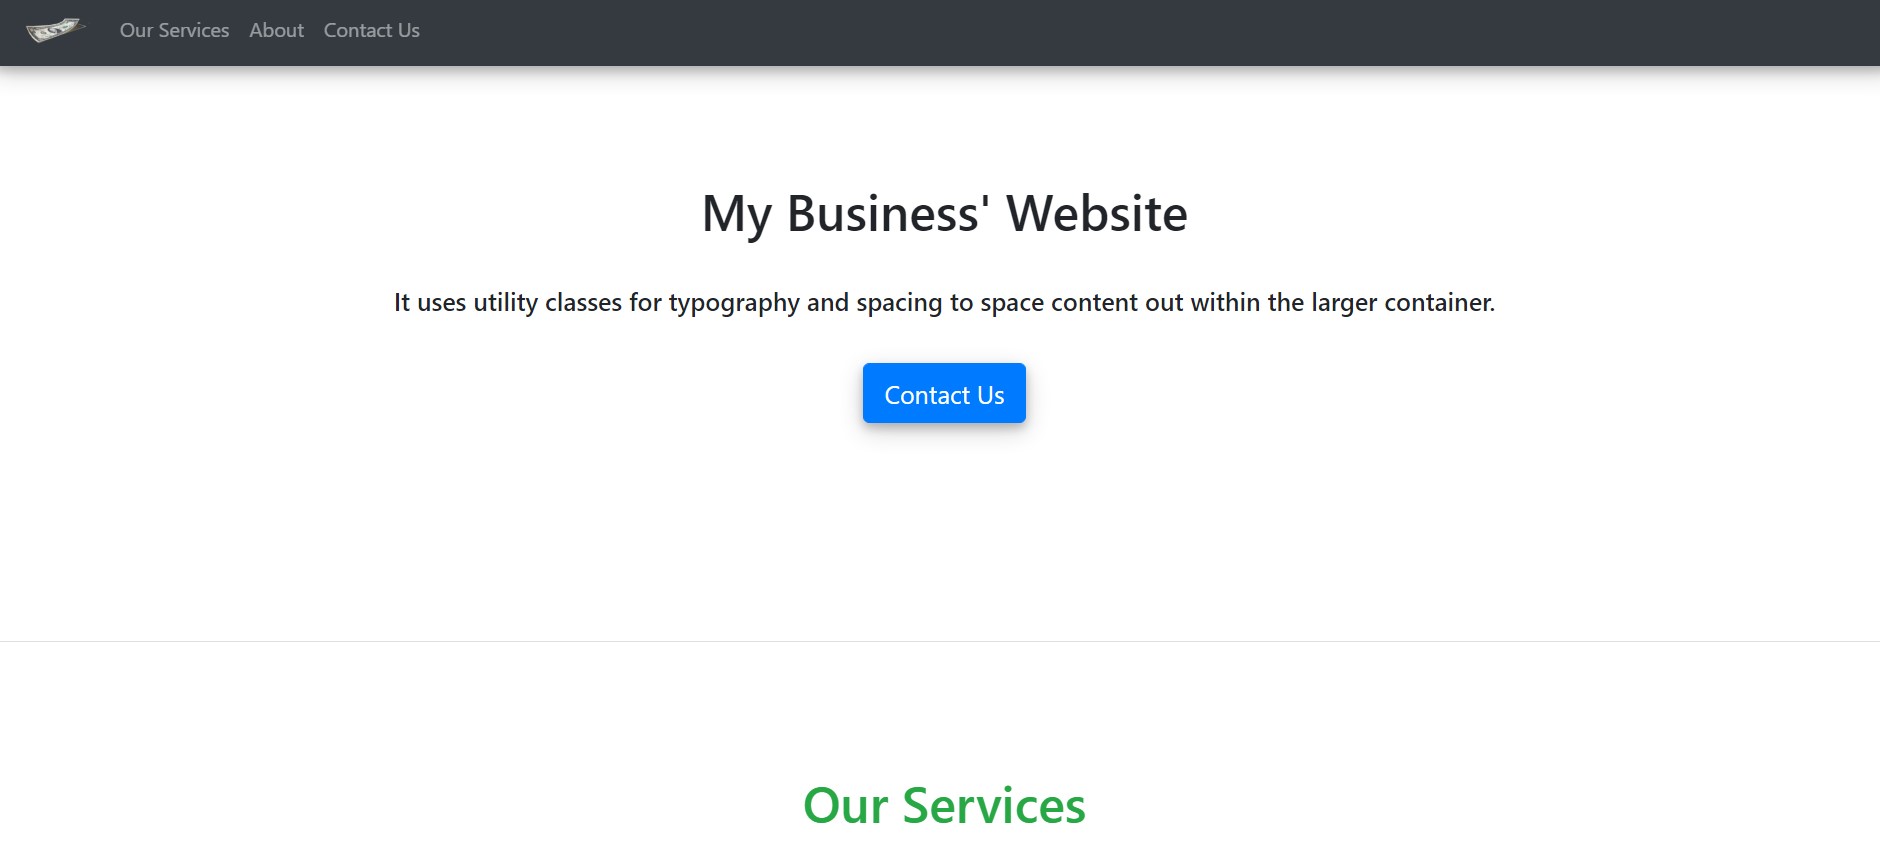 Our Services About Contact Us
My Business' Website
It uses utility classes for typography and spacing to space content out within the larger container.
Contact Us
Our Services